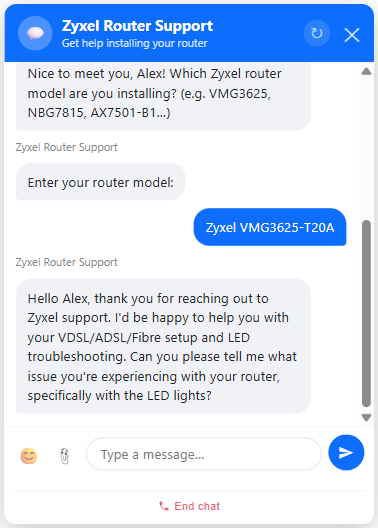 Zyxel Router Support
Get help installing your router
Nice to meet you, Alex! Which Zyxel router
model are you installing? (e.g. VMG3625,
NBG7815, AX7501-B1...)
Zyxel Router Support
Enter your router model:
Zyxel VMG3625-T20A
Zyxel Router Support
Hello Alex, thank you for reaching out to
Zyxel support. I'd be happy to help you with
your VDSL/ADSL/Fibre setup and LED
troubleshooting. Can you please tell me what
issue you're experiencing with your router,
specifically with the LED lights?
Type a message...
End chat